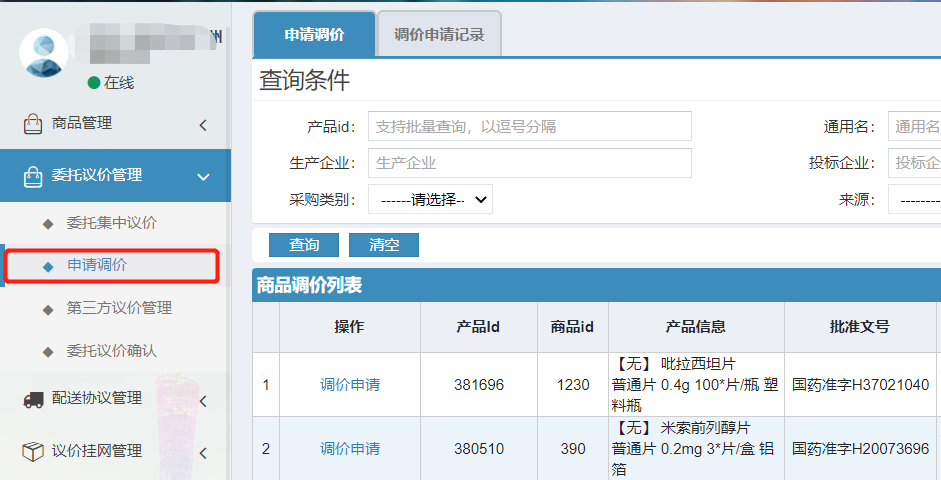 在线
商品管理
委托议价管理
委托集中议价
申请调价
第三方议价管理
委托议价确认
配送协议管理
议价挂网管理
申请调价 调价申请记录
查询条件
产品id: 支持批量查询，以逗号分隔 通用名: 通用名
生产企业: 生产企业 投标企业: 投标企
采购类别: ------请选择-- 来源: --------
查询 清空
商品调价列表
操作 产品Id 商品id 产品信息 批准文号
1 调价申请 381696 1230 【无】 吡拉西坦片 国药准字H37021040
普通片 0.4g 100*片/瓶 塑
料瓶
2 调价申请 380510 390 【无】 米索前列醇片 国药准字H20073696
普通片 0.2mg 3*片/盒 铝
箔